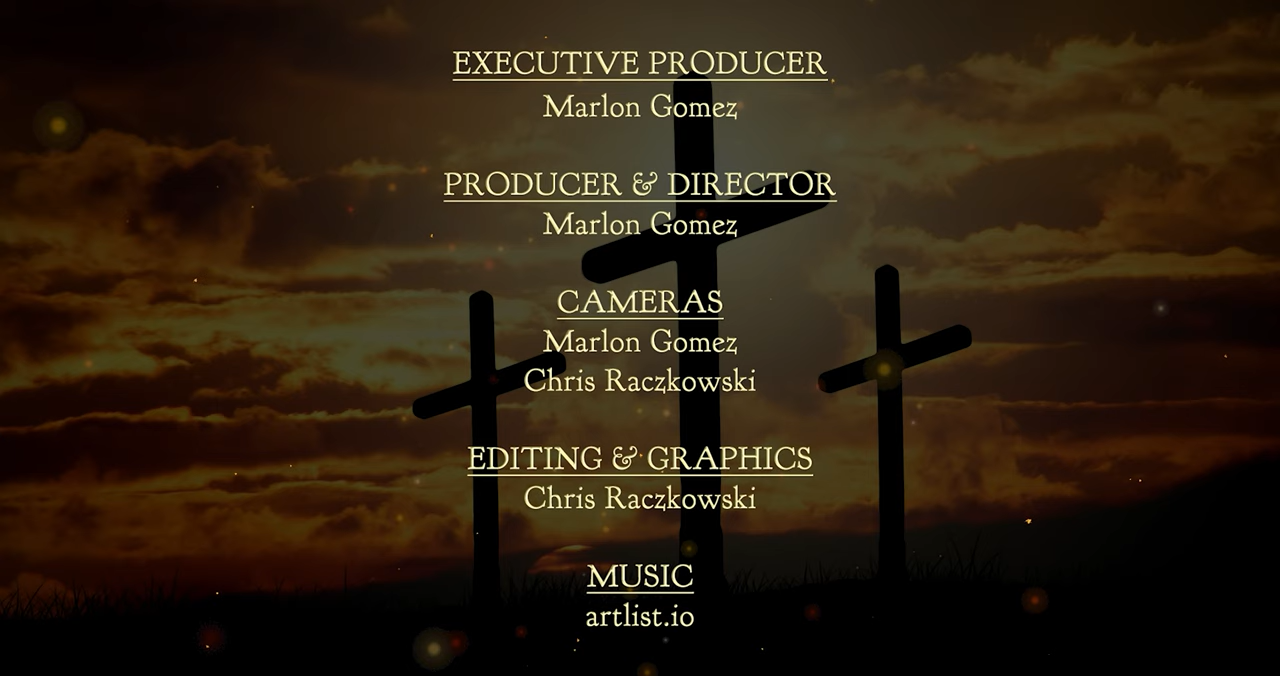 EXECUTIVE PRODUCER
Marlon Gomez
PRODUCER & DIRECTOR
Marlon Gomez
CAMERAS
Marlon Gomez
Chris Raczkowski
EDITING & GRAPHICS
Chris Raczkowski
MUSIC
artlist.io